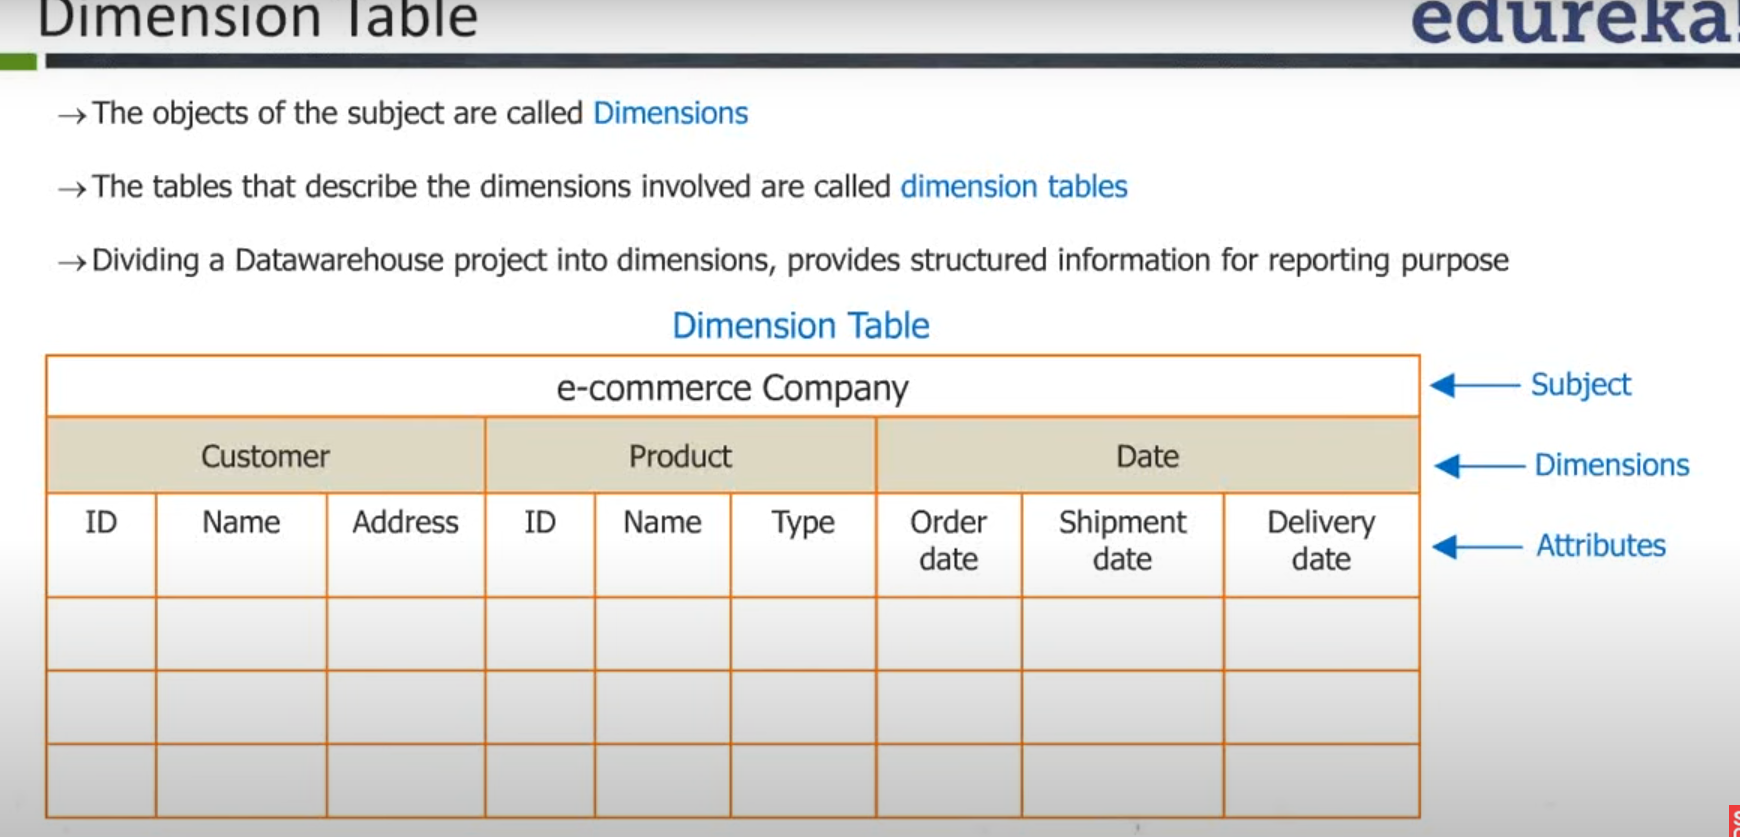 Dimension Table
edureka!
→ The objects of the subject are called Dimensions
→ The tables that describe the dimensions involved are called dimension tables
→ Dividing a Datawarehouse project into dimensions, provides structured information for reporting purpose
Dimension Table
e-commerce Company
Subject
Customer Product Date
Dimensions
ID Name Address ID Name Type Order date Shipment date Delivery date
Attributes